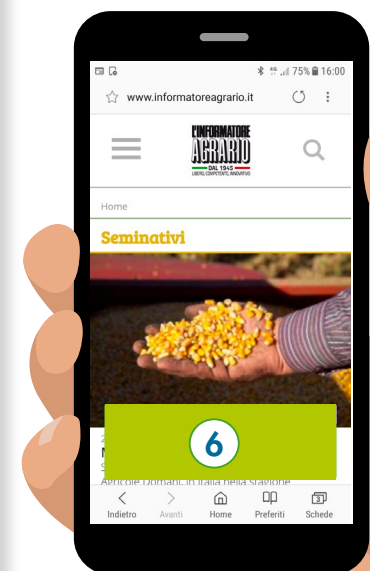 75% 16:00
www.informatoreagrario.it
L'INFORMATORE
AGRARIO
DAL 1945
LIBERO, COMPETENTE, INNOVATIVO
Home
Seminativi
6
Agricole Domani, in Italia nella stagione
Indietro Avanti Home Preferiti Schede
3